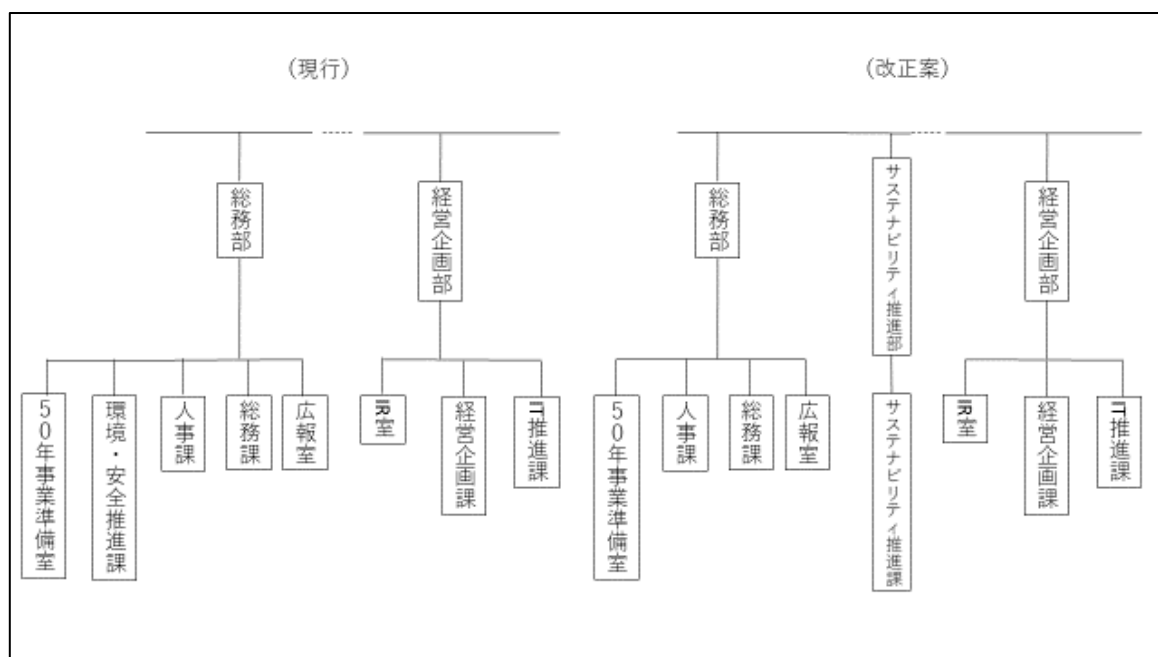 (現行)
総務部
経営企画部
50年事業準備室
環境・安全推進課
人事課
総務課
広報室
IR室
経営企画課
IT推進課
(改正案)
総務部
サステナビリティ推進部
経営企画部
50年事業準備室
人事課
総務課
広報室
サステナビリティ推進課
IR室
経営企画課
IT推進課